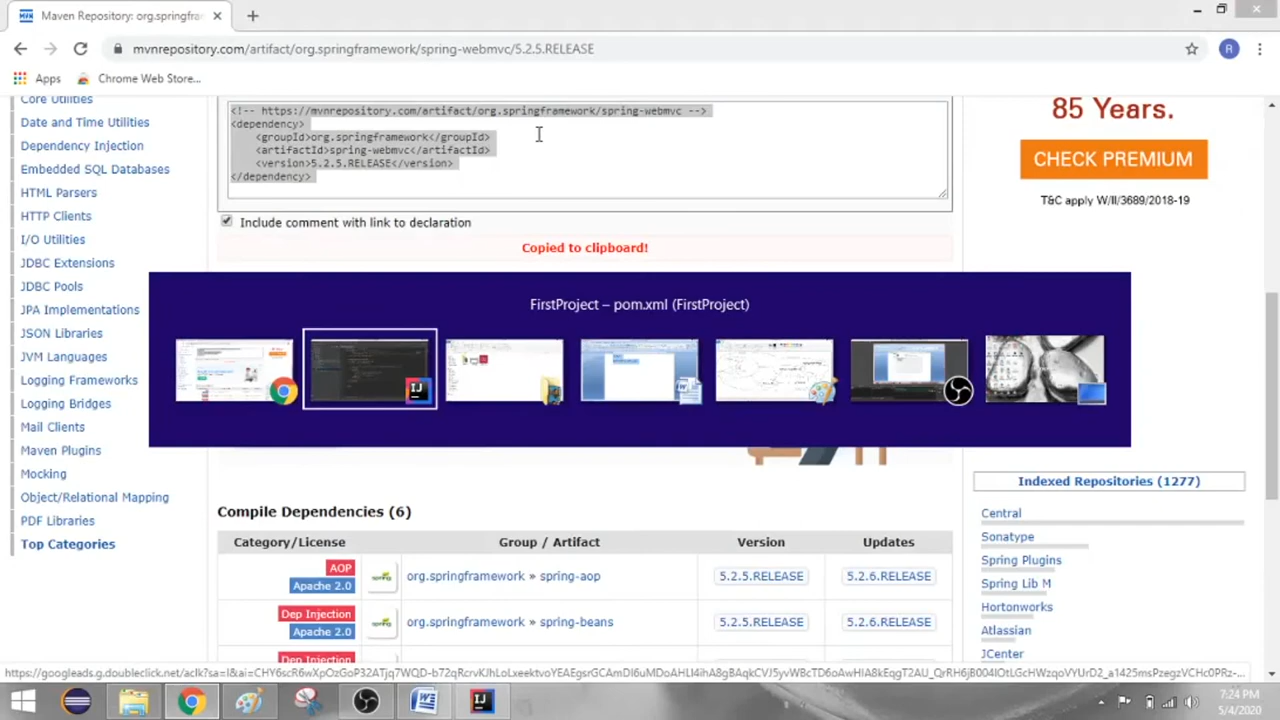 Maven Repository: org.springfra
mvnrepository.com/artifact/org.springframework/spring-webmvc/5.2.5.RELEASE
R
Apps
Chrome Web Store...
Core Utilities
Date and Time Utilities
Dependency Injection
Embedded SQL Databases
HTML Parsers
HTTP Clients
I/O Utilities
JDBC Extensions
JDBC Pools
JPA Implementations
JSON Libraries
JVM Languages
Logging Frameworks
Logging Bridges
Mail Clients
Maven Plugins
Mocking
Object/Relational Mapping
PDF Libraries
Top Categories
<!-- https://mvnrepository.com/artifact/org.springframework/spring-webmvc -->
<dependency>
<groupId>org.springframework</groupId>
<artifactId>spring-webmvc</artifactId>
<version>5.2.5.RELEASE</version>
</dependency>
Include comment with link to declaration
Copied to clipboard!
FirstProject – pom.xml (FirstProject)
Compile Dependencies (6)
Category/License Group / Artifact Version Updates
AOP
Apache 2.0
org.springframework » spring-aop 5.2.5.RELEASE 5.2.6.RELEASE
Dep Injection
Apache 2.0
org.springframework » spring-beans 5.2.5.RELEASE 5.2.6.RELEASE
Dep Injection
85 Years.
CHECK PREMIUM
T&C apply W/II/3689/2018-19
Indexed Repositories (1277)
Central
Sonatype
Spring Plugins
Spring Lib M
Hortonworks
Atlassian
JCenter
7:24 PM
5/4/2020